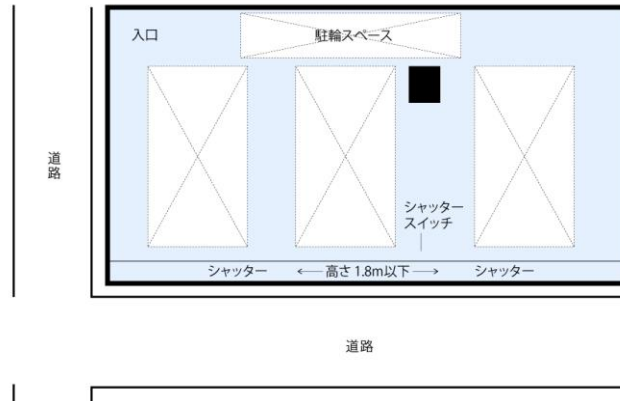 入口
駐輪スペース
道路
シャッター
スイッチ
シャッター
←高さ 1.8m以下→
シャッター
道路